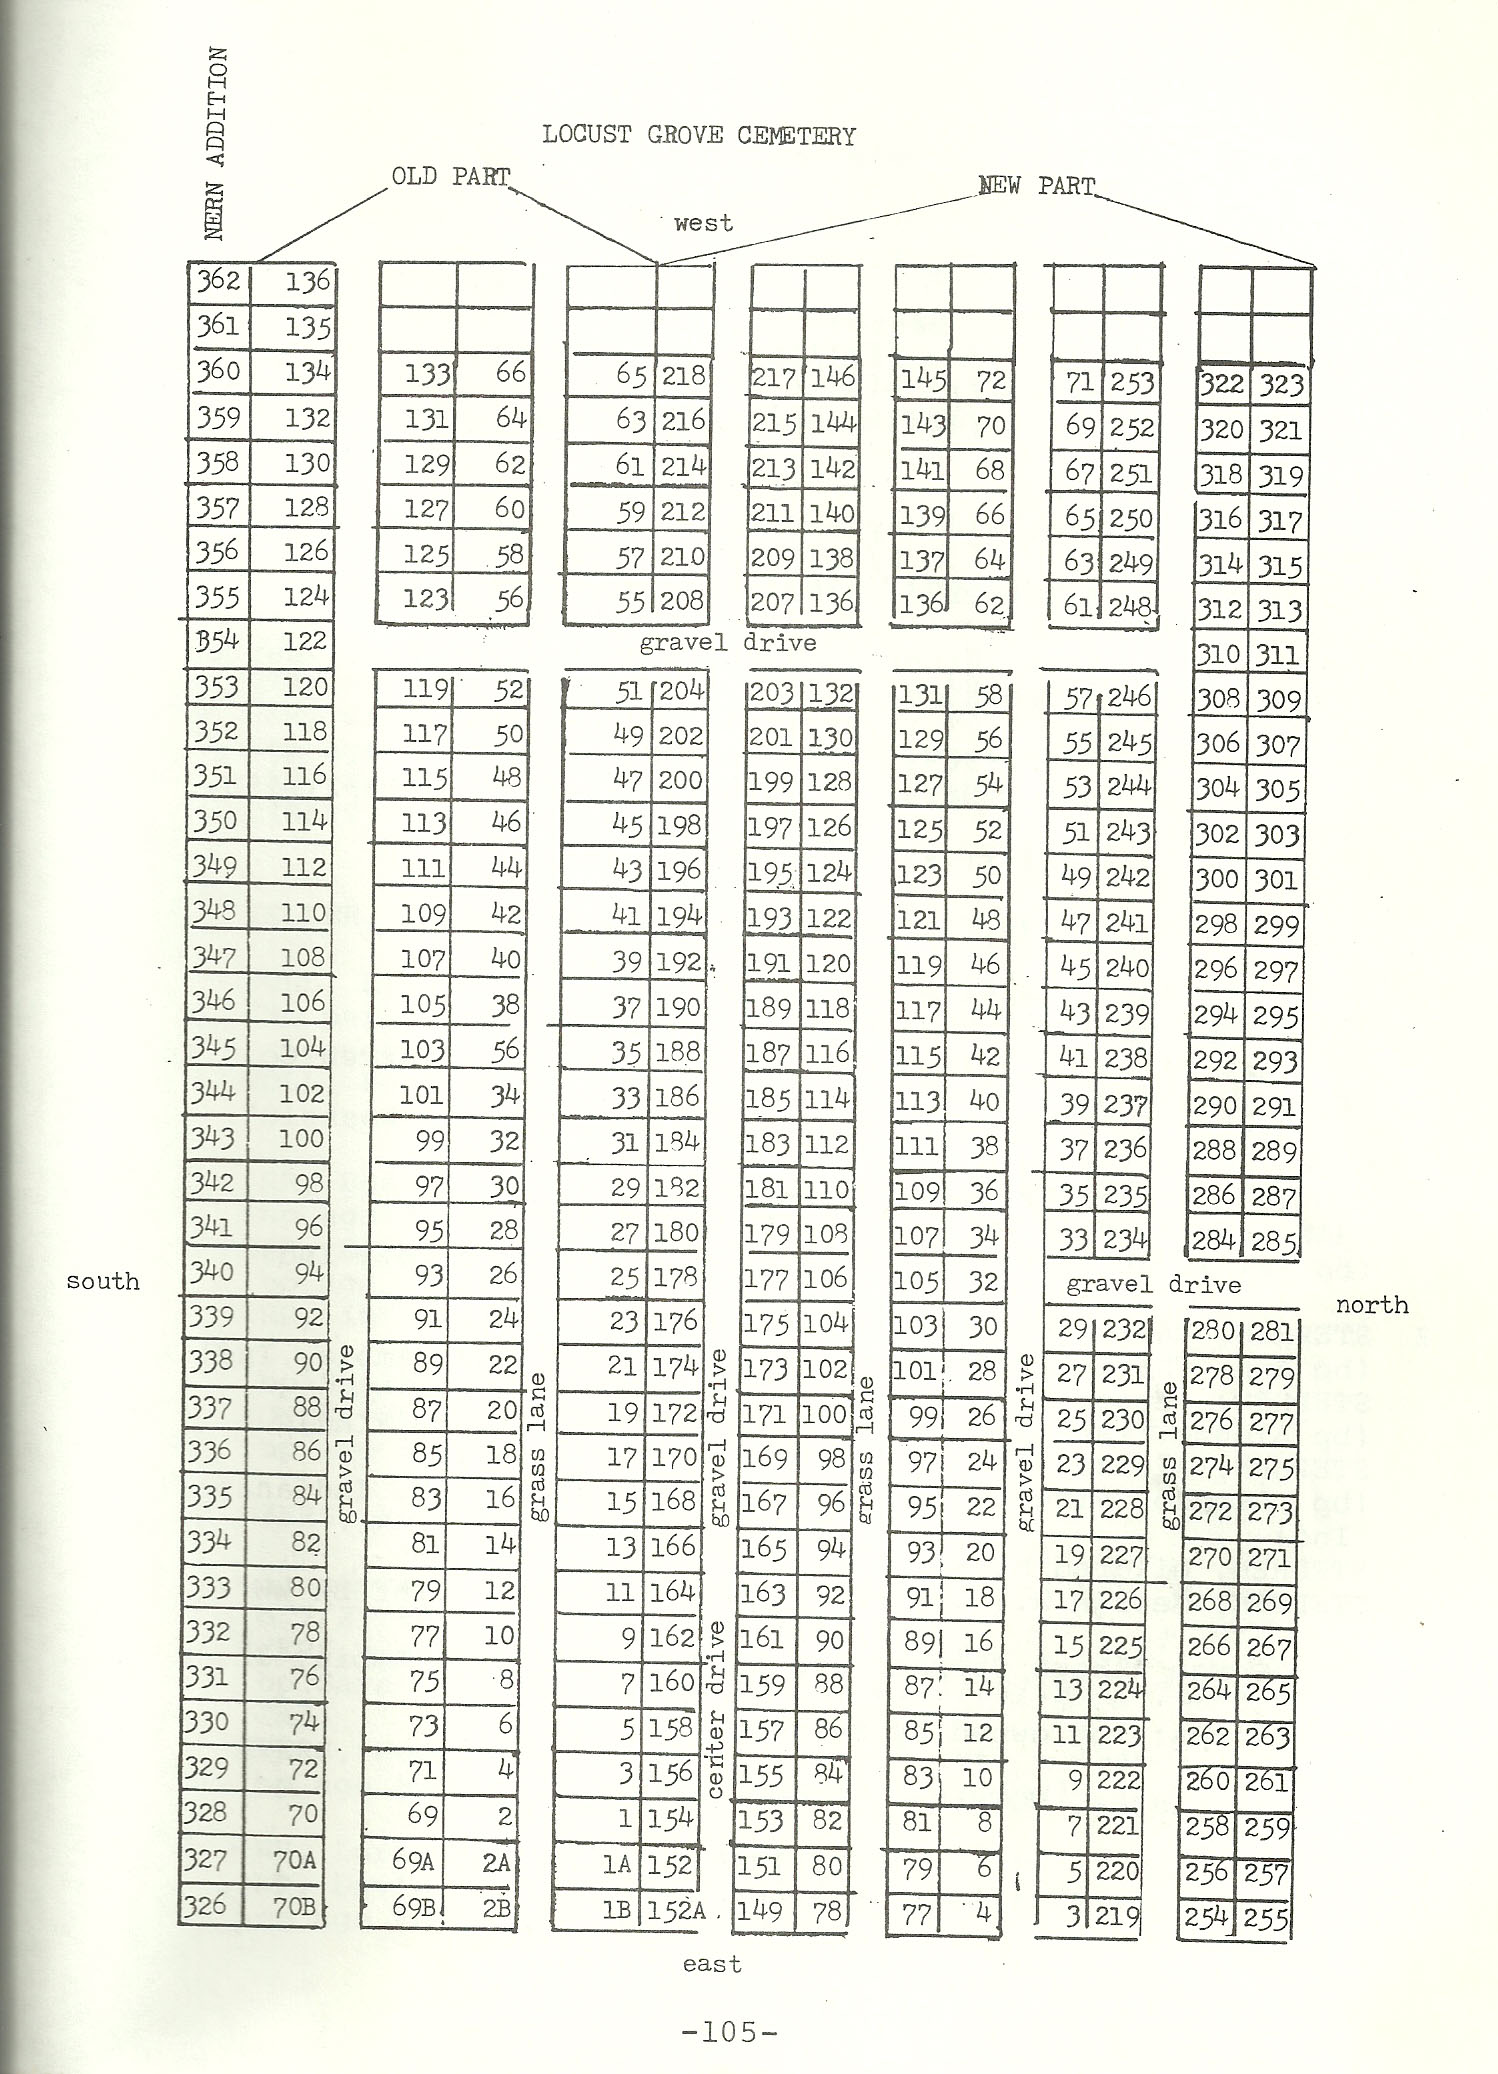 NERN ADDITION
LOCUST GROVE CEMETERY
OLD PART
NEW PART
west
362 136
361 135
360 134 133 66 65 218 217 146 145 72 71 253 322 323
359 132 131 64 63 216 215 144 143 70 69 252 320 321
358 130 129 62 61 214 213 142 141 68 67 251 318 319
357 128 127 60 59 212 211 140 139 66 65 250 316 317
356 126 125 58 57 210 209 138 137 64 63 249 314 315
355 124 123 56 55 208 207 136 136 62 61 248 312 313
B54 122 gravel drive 310 311
353 120 119 52 51 204 203 132 131 58 57 246 308 309
352 118 117 50 49 202 201 130 129 56 55 245 306 307
351 116 115 48 47 200 199 128 127 54 53 244 304 305
350 114 113 46 45 198 197 126 125 52 51 243 302 303
349 112 111 44 43 196 195 124 123 50 49 242 300 301
348 110 109 42 41 194 193 122 121 48 47 241 298 299
347 108 107 40 39 192 191 120 119 46 45 240 296 297
346 106 105 38 37 190 189 118 117 44 43 239 294 295
345 104 103 56 35 188 187 116 115 42 41 238 292 293
344 102 101 34 33 186 185 114 113 40 39 237 290 291
343 100 99 32 31 184 183 112 111 38 37 236 288 289
342 98 97 30 29 182 181 110 109 36 35 235 286 287
341 96 95 28 27 180 179 108 107 34 33 234 284 285
south 340 94 93 26 25 178 177 106 105 32 gravel drive north
339 92 91 24 23 176 175 104 103 30 29 232 280 281
338 90 89 22 21 174 173 102 101 28 27 231 278 279
337 88 87 20 19 172 171 100 99 26 25 230 276 277
336 86 85 18 17 170 169 98 97 24 23 229 274 275
335 84 83 16 15 168 167 96 95 22 21 228 272 273
334 82 81 14 13 166 165 94 93 20 19 227 270 271
333 80 79 12 11 164 163 92 91 18 17 226 268 269
332 78 77 10 9 162 161 90 89 16 15 225 266 267
331 76 75 8 7 160 159 88 87 14 13 224 264 265
330 74 73 6 5 158 157 86 85 12 11 223 262 263
329 72 71 4 3 156 155 84 83 10 9 222 260 261
328 70 69 2 1 154 153 82 81 8 7 221 258 259
327 70A 69A 2A 1A 152 151 80 79 6 5 220 256 257
326 70B 69B 2B 1B 152A. 149 78 77 4 3 219 254 255
gravel drive
grass lane
gravel drive
center drive
grass lane
gravel drive
grass lane
east
-105-